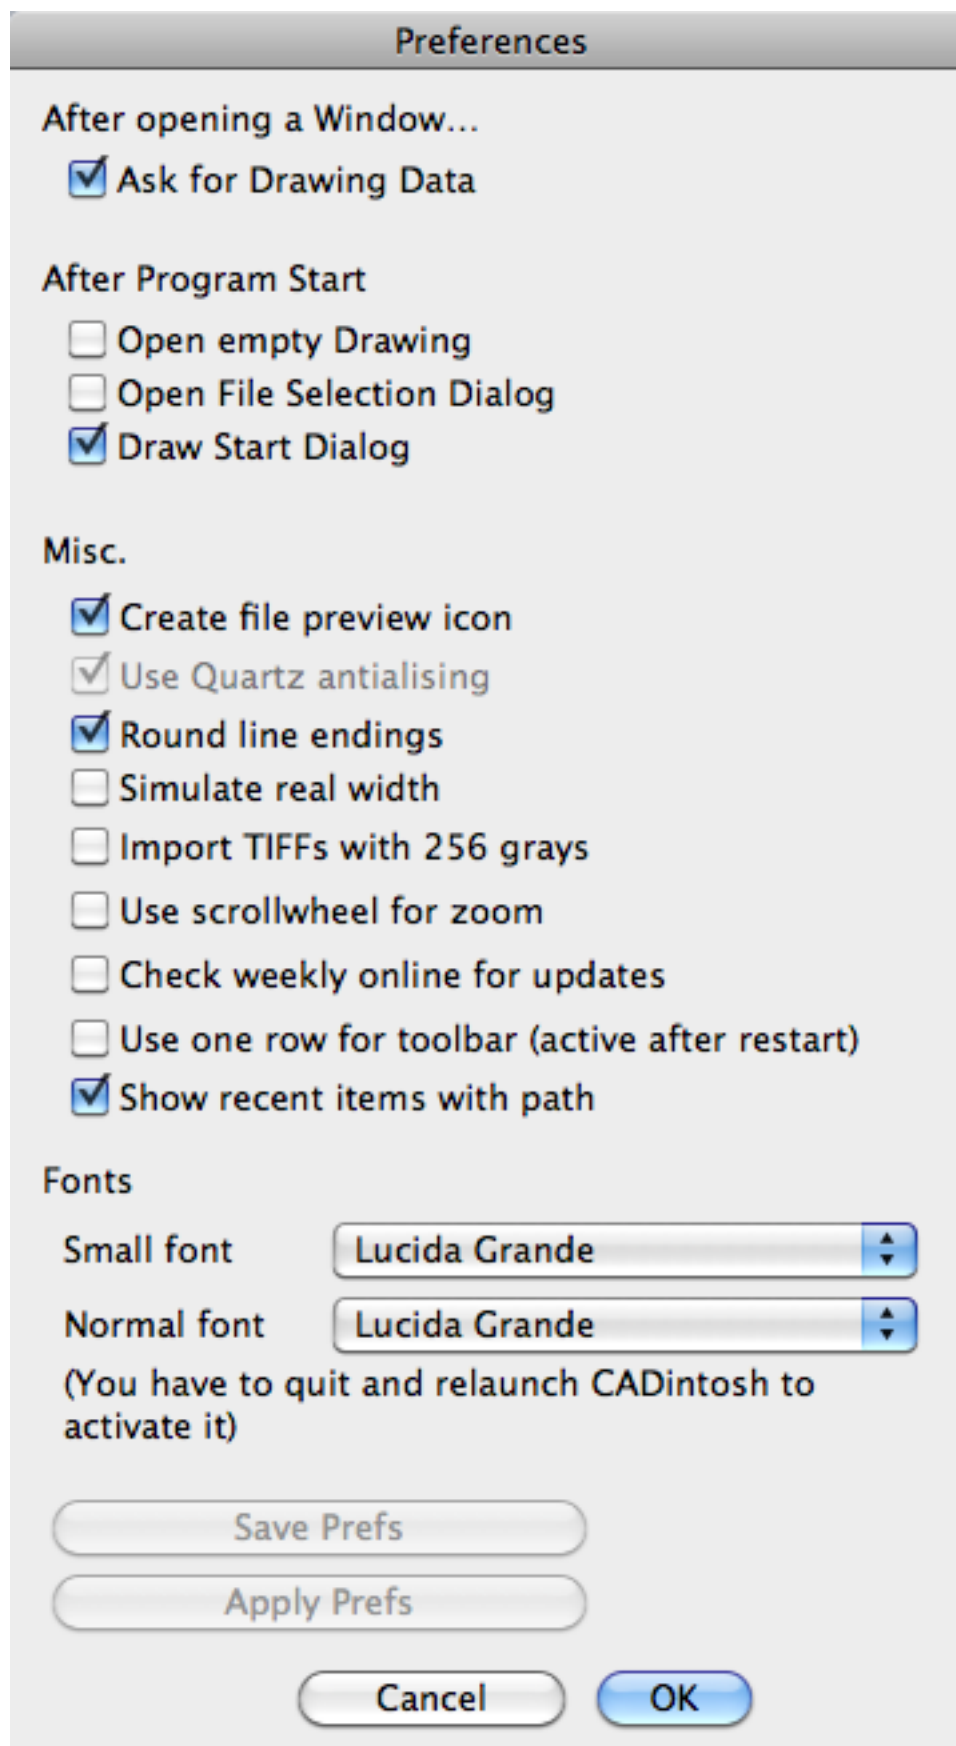 Preferences
After opening a Window...
Ask for Drawing Data
After Program Start
Open empty Drawing
Open File Selection Dialog
Draw Start Dialog
Misc.
Create file preview icon
Use Quartz antialising
Round line endings
Simulate real width
Import TIFFs with 256 grays
Use scrollwheel for zoom
Check weekly online for updates
Use one row for toolbar (active after restart)
Show recent items with path
Fonts
Small font Lucida Grande
Normal font Lucida Grande
(You have to quit and relaunch CADintosh to
activate it)
Save Prefs
Apply Prefs
Cancel OK